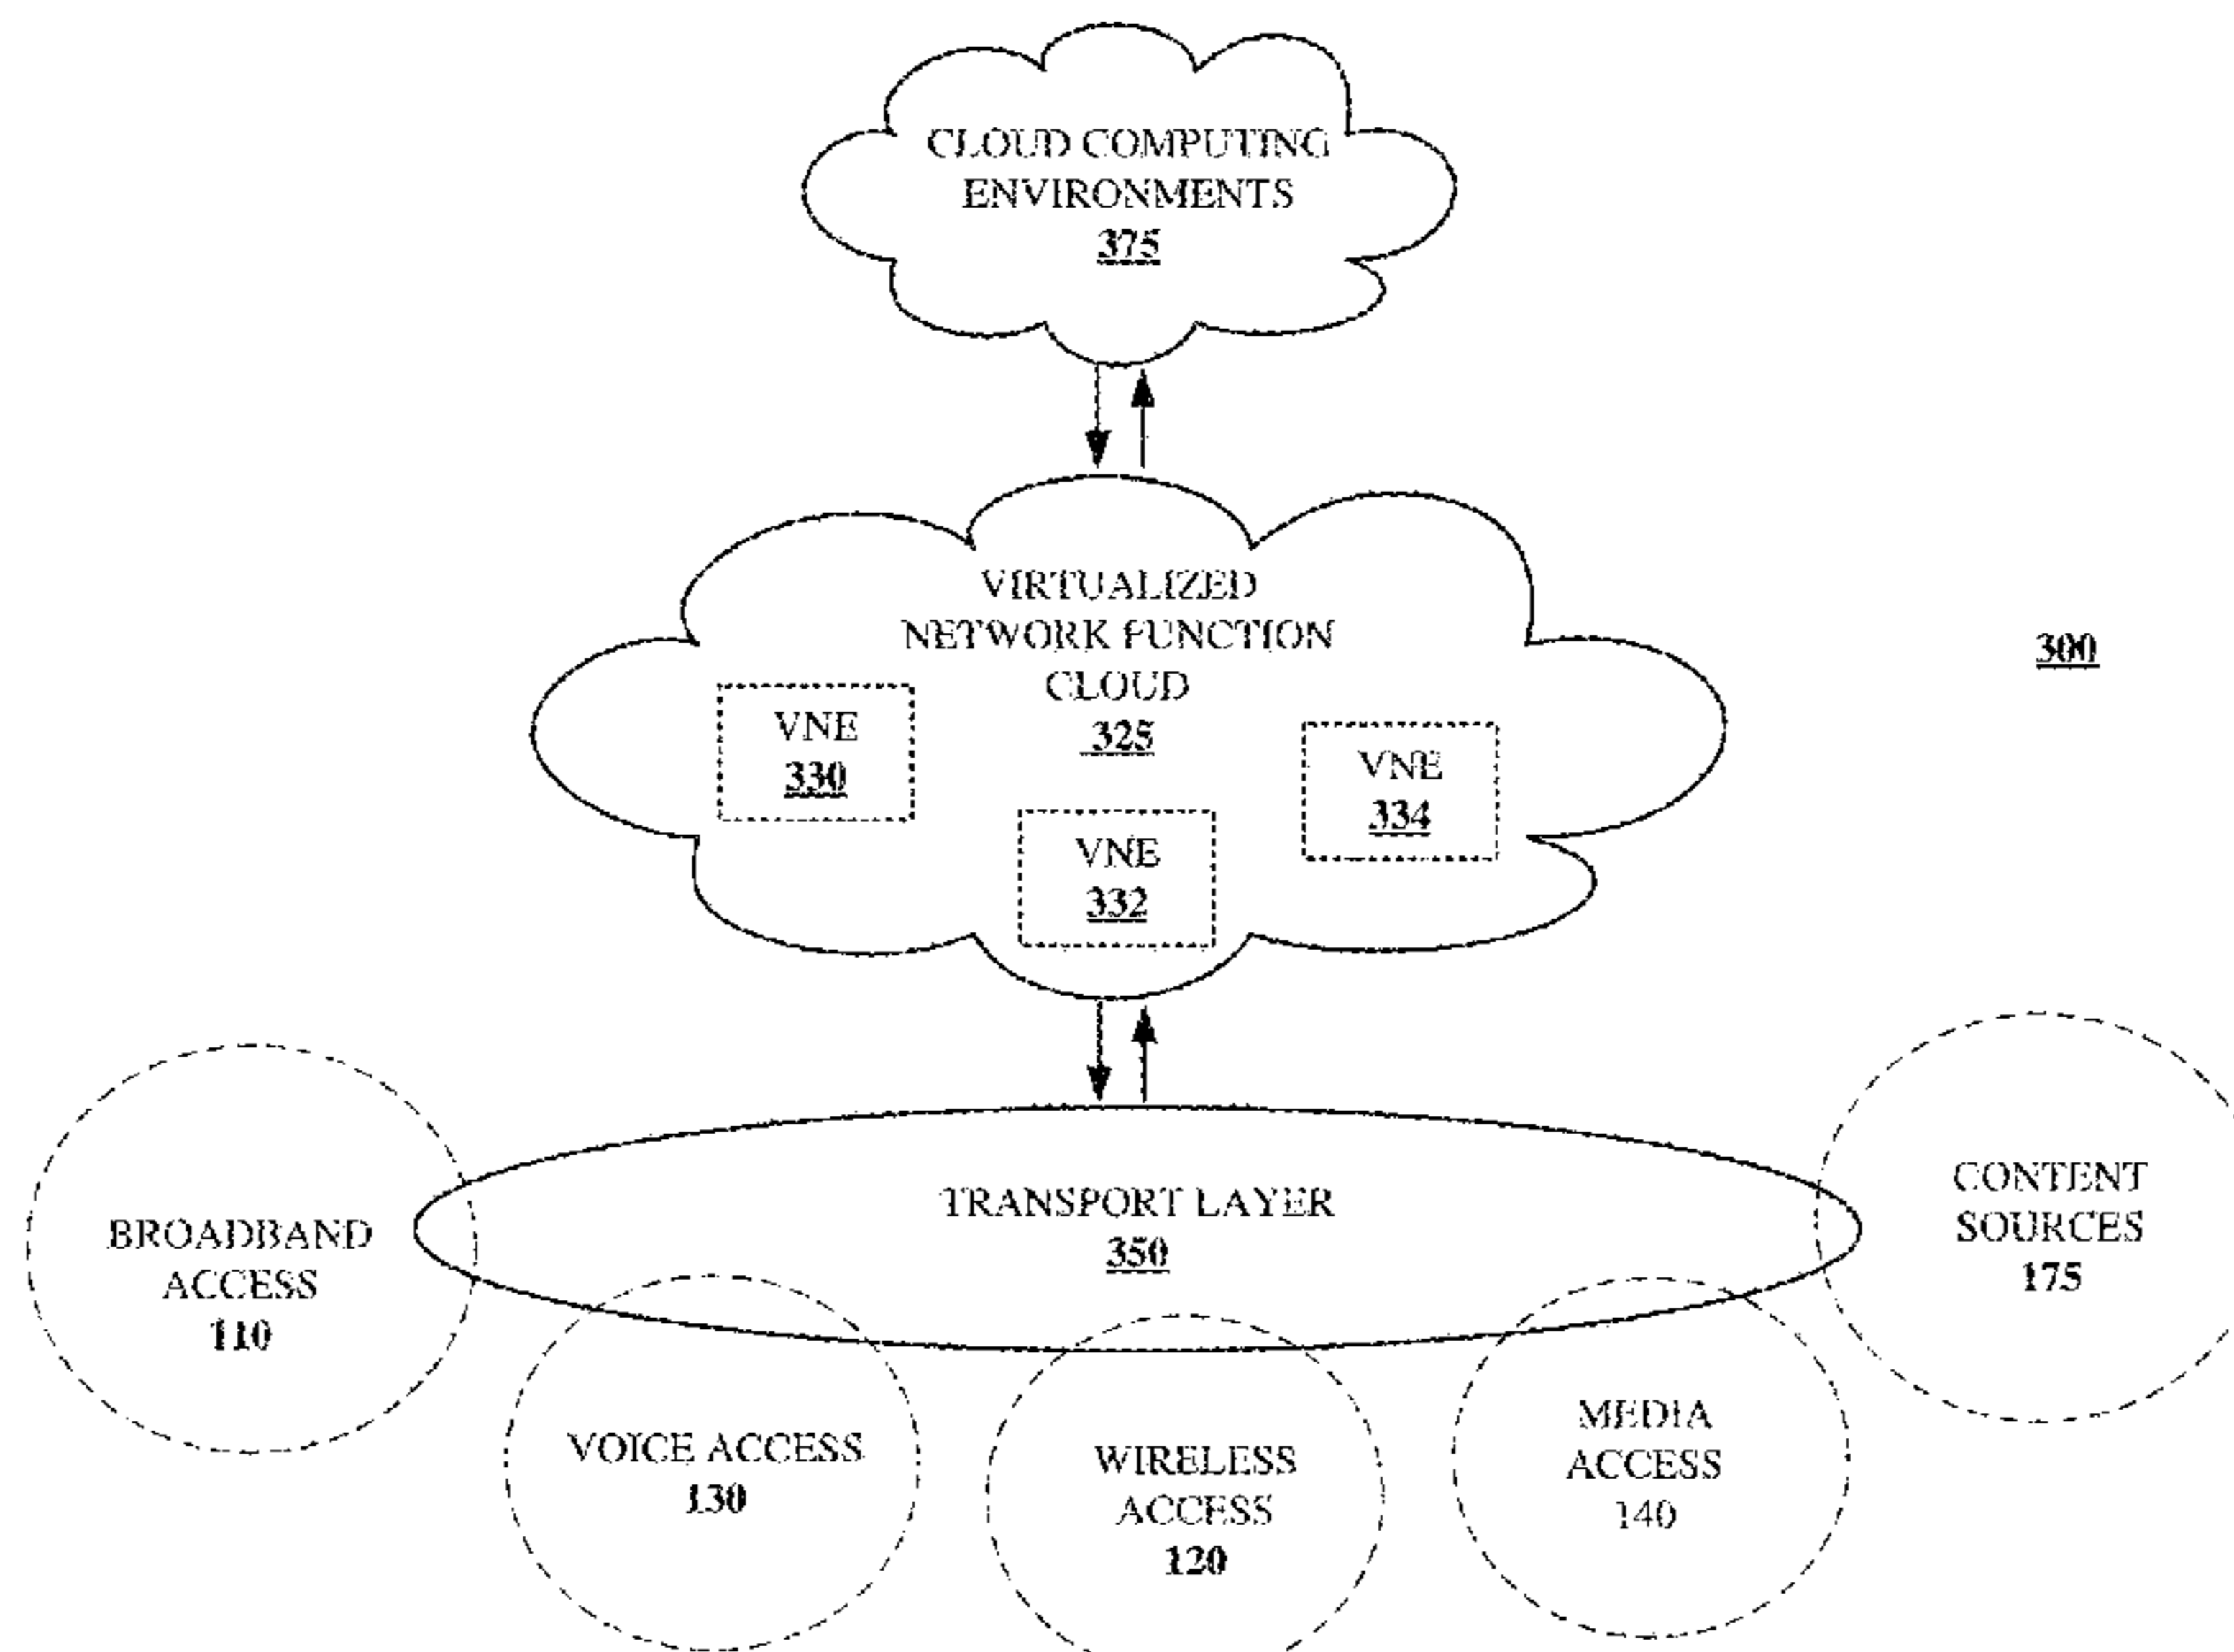 CLOUD COMPUTING
ENVIRONMENTS
375
VIRTUALIZED
NETWORK FUNCTION
CLOUD
325
VNE
330
VNE
332
VNE
334
300
TRANSPORT LAYER
350
BROADBAND
ACCESS
110
VOICE ACCESS
130
WIRELESS
ACCESS
120
MEDIA
ACCESS
140
CONTENT
SOURCES
175